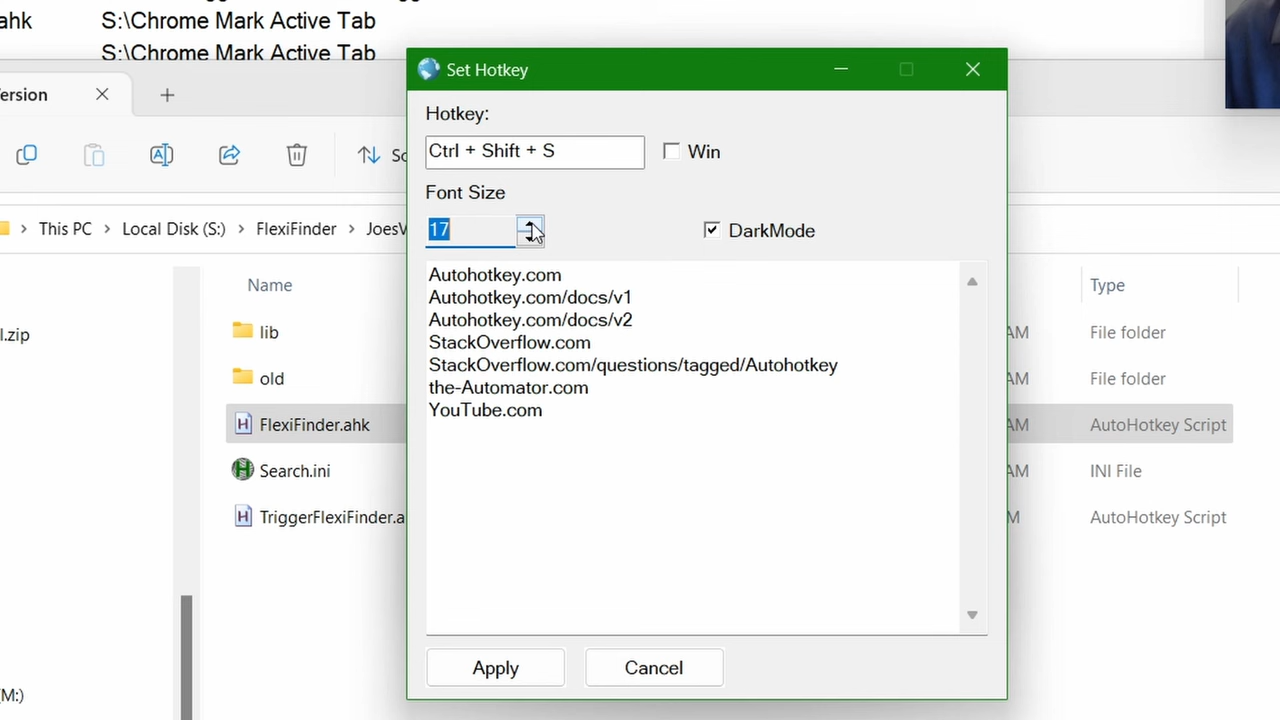 ahk S:\Chrome Mark Active Tab
S:\Chrome Mark Active Tab
ersion
Set Hotkey
Hotkey:
Ctrl + Shift + S
Win
Font Size
17
DarkMode
Autohotkey.com
Autohotkey.com/docs/v1
Autohotkey.com/docs/v2
StackOverflow.com
StackOverflow.com/questions/tagged/Autohotkey
the-Automator.com
YouTube.com
Apply Cancel
So
This PC > Local Disk (S:) > FlexiFinder > JoesV
Name Type
l.zip
lib AM File folder
old AM File folder
FlexiFinder.ahk AM AutoHotkey Script
Search.ini AM INI File
TriggerFlexiFinder.a M AutoHotkey Script
(M:)